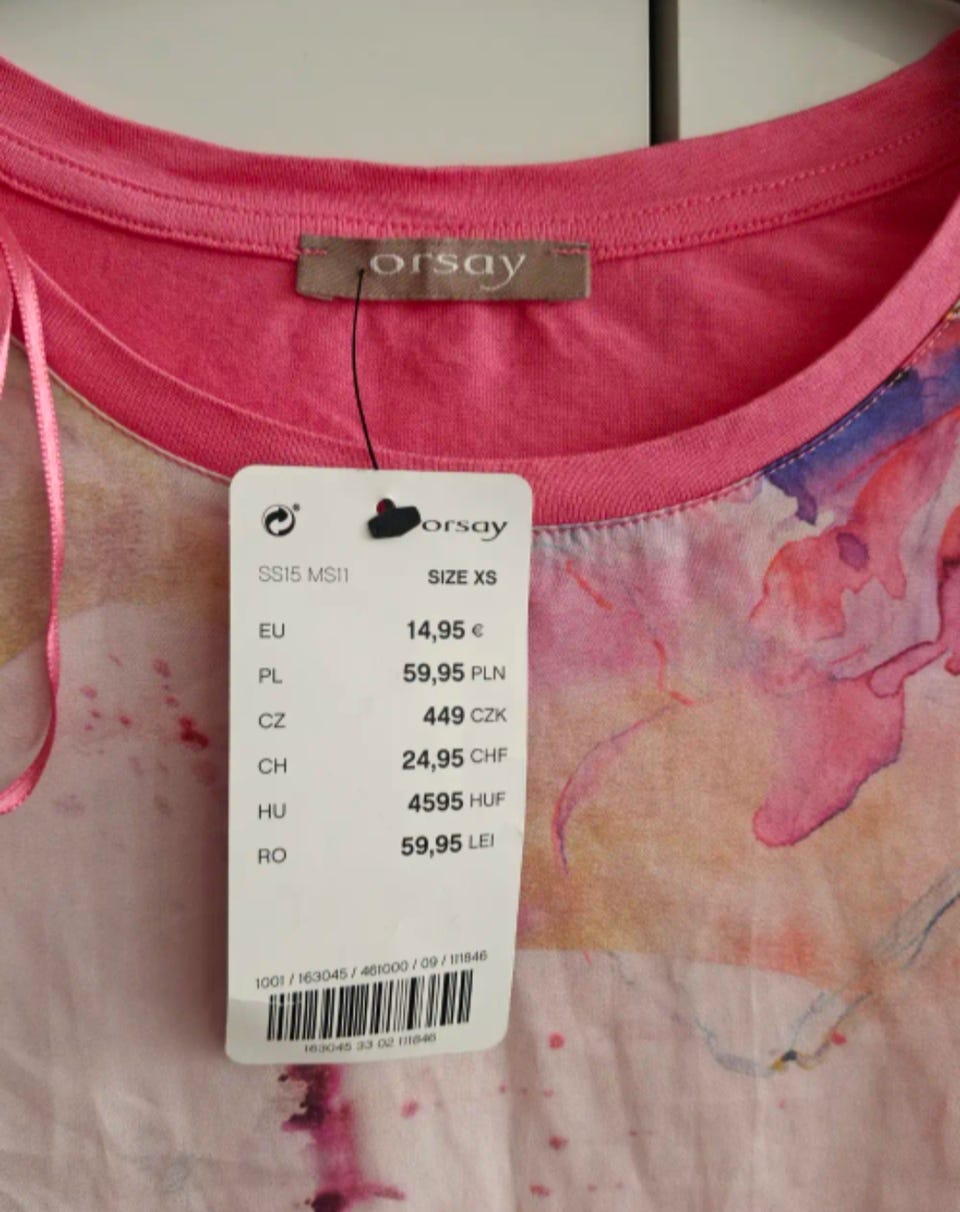 orsay
orsay
SS15 MS11 SIZE XS
EU 14,95 €
PL 59,95 PLN
CZ 449 CZK
CH 24,95 CHF
HU 4595 HUF
RO 59,95 LEI
1001 / 163045 / 461000 / 09 / 111846
163045 33 02 111846